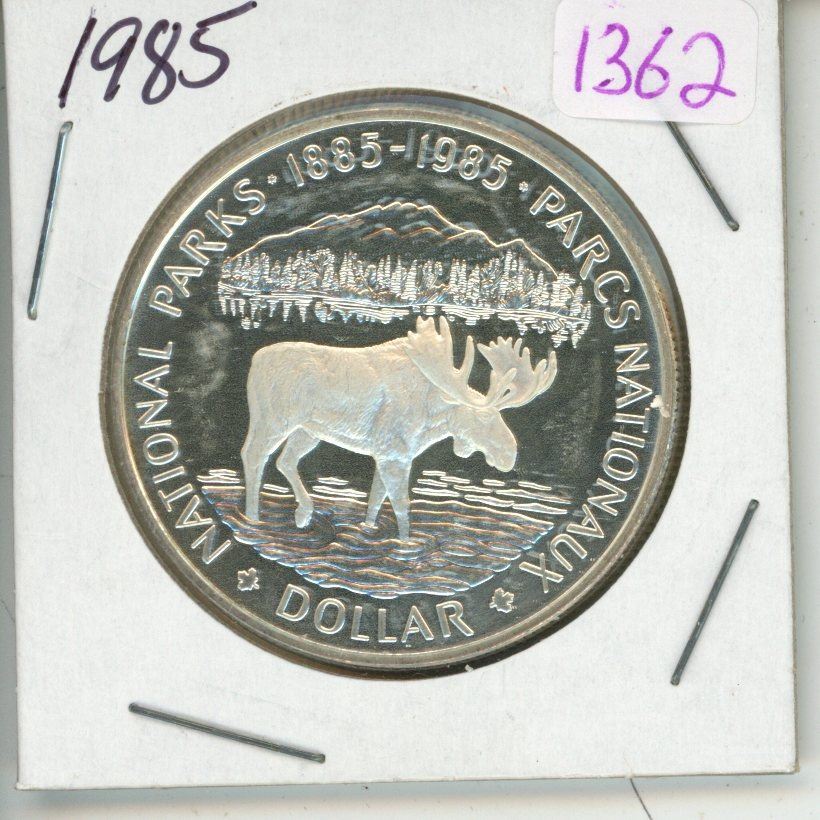 1985
1362
NATIONAL PARKS · 1885-1985 · PARCS NATIONAUX
DOLLAR